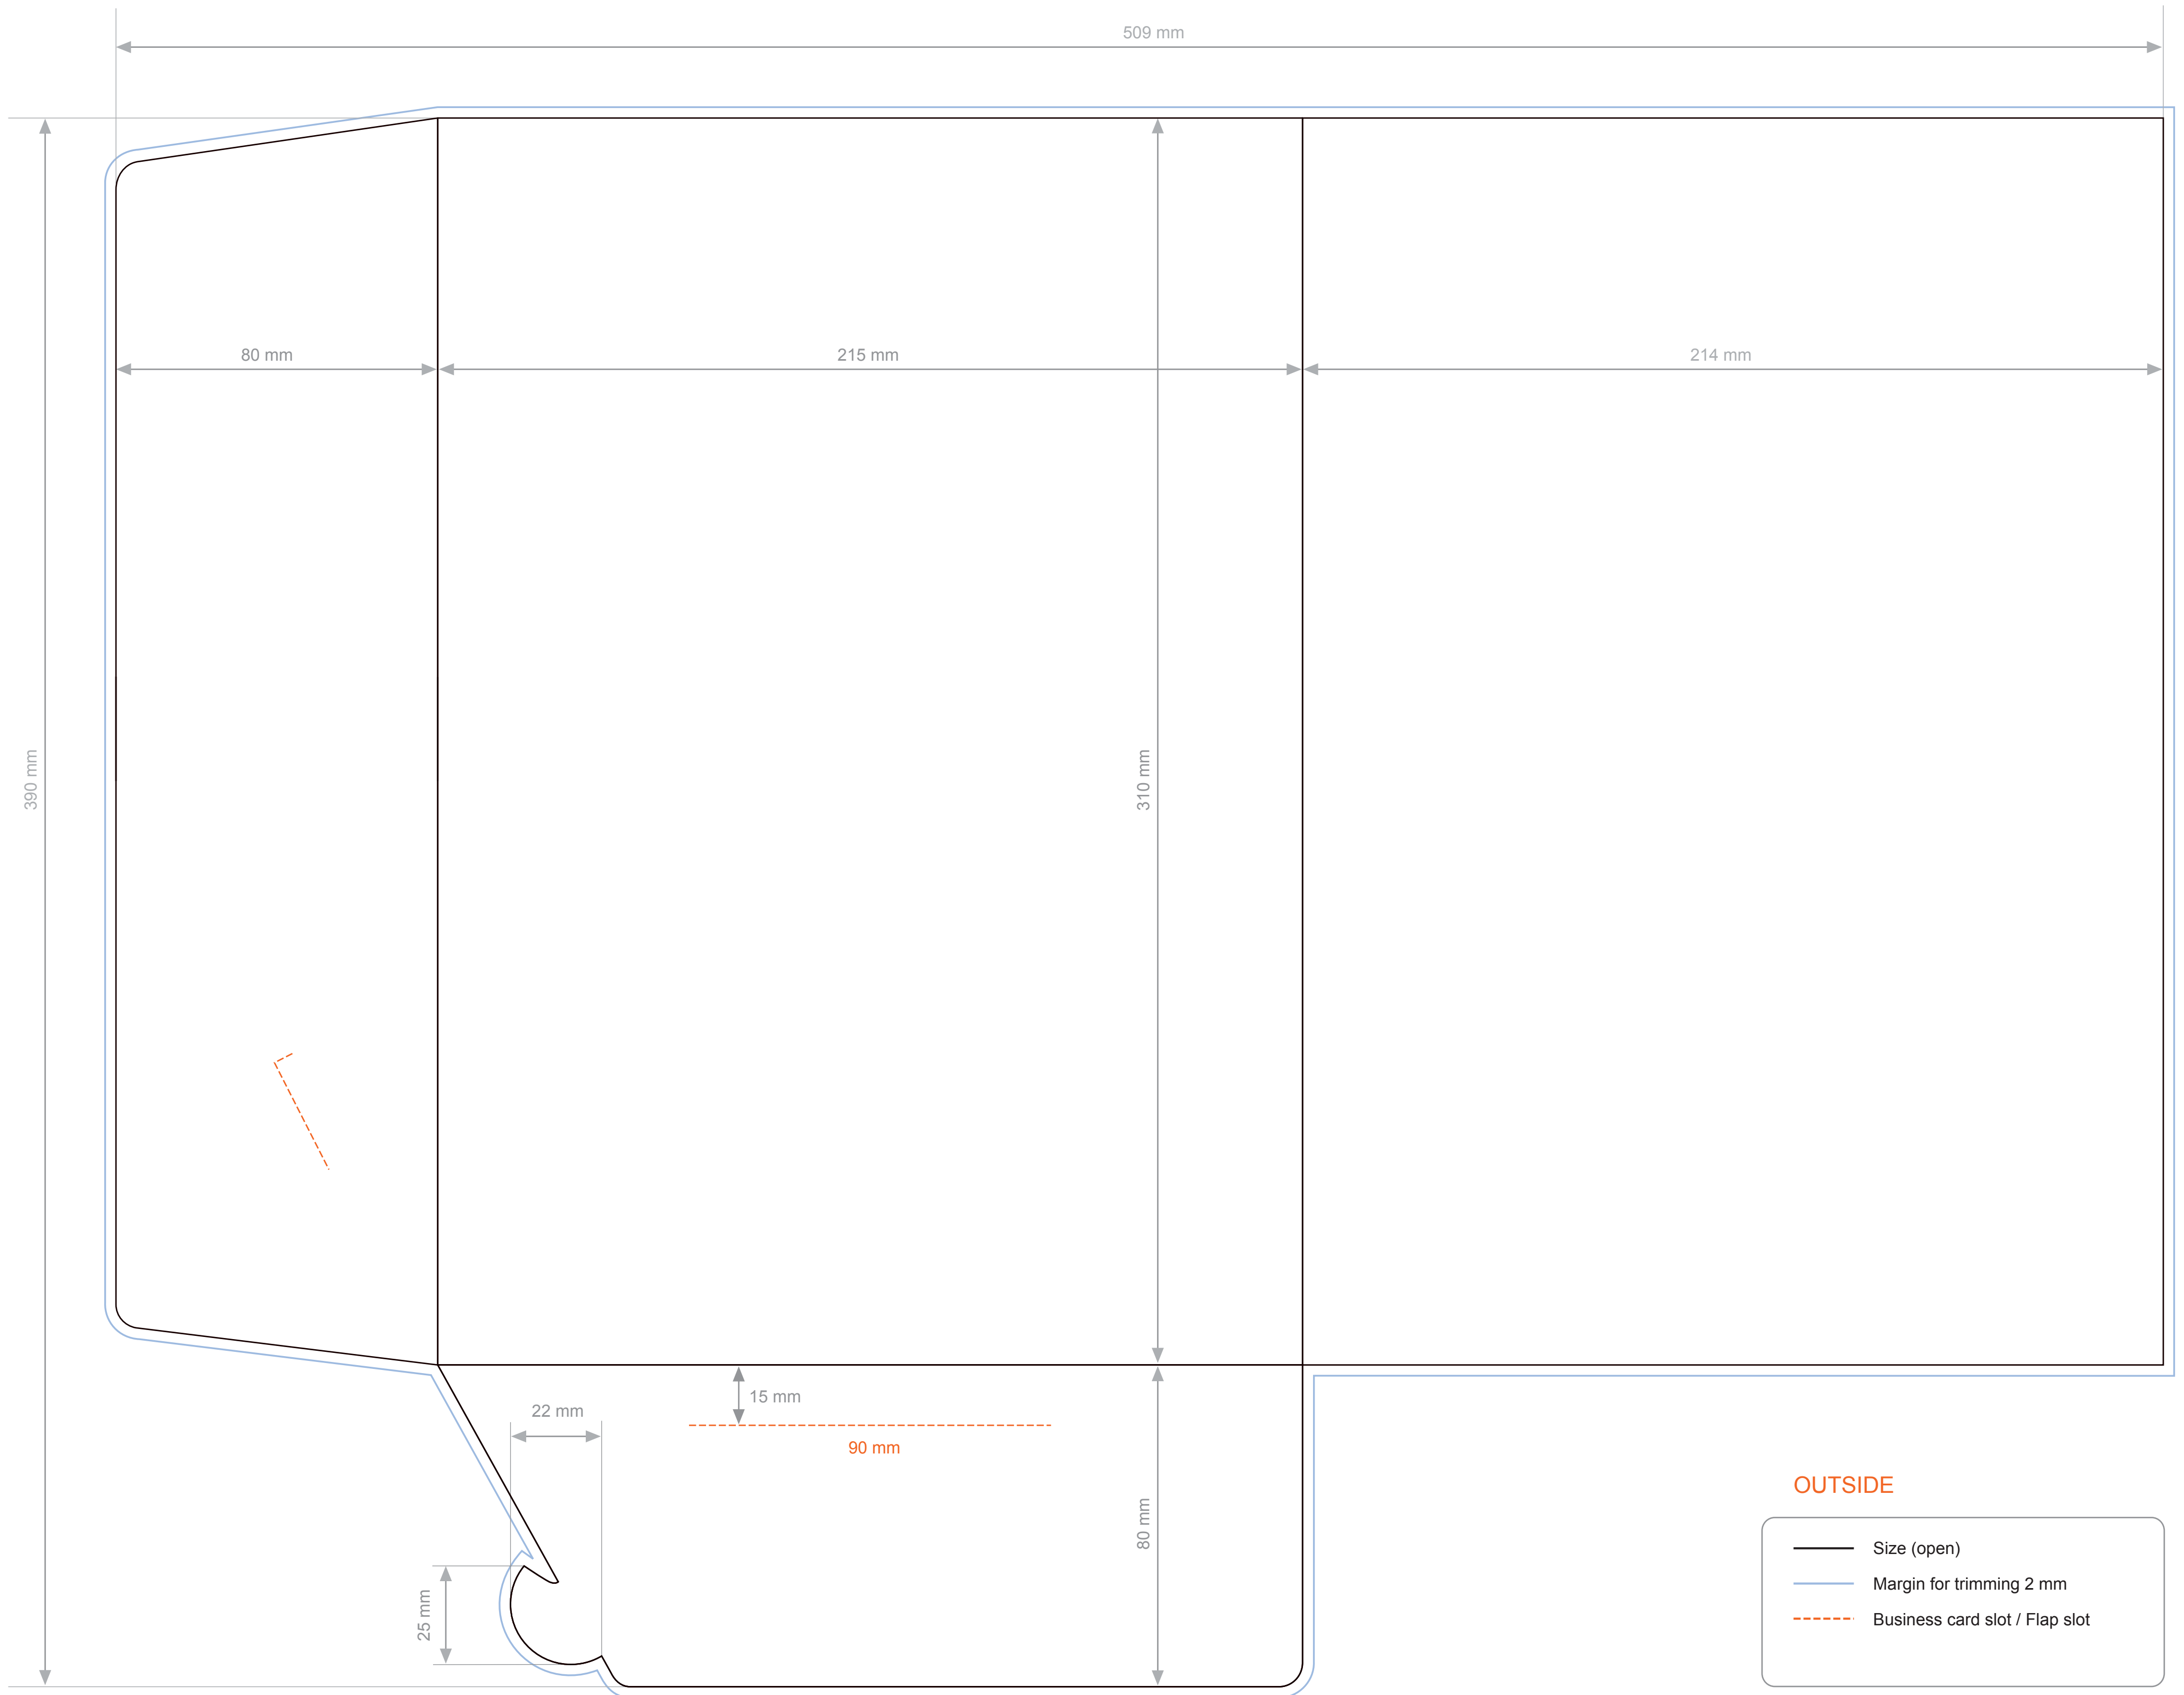 509 mm
80 mm
215 mm
214 mm
390 mm
310 mm
15 mm
22 mm
90 mm
80 mm
25 mm
OUTSIDE
Size (open)
Margin for trimming 2 mm
Business card slot / Flap slot